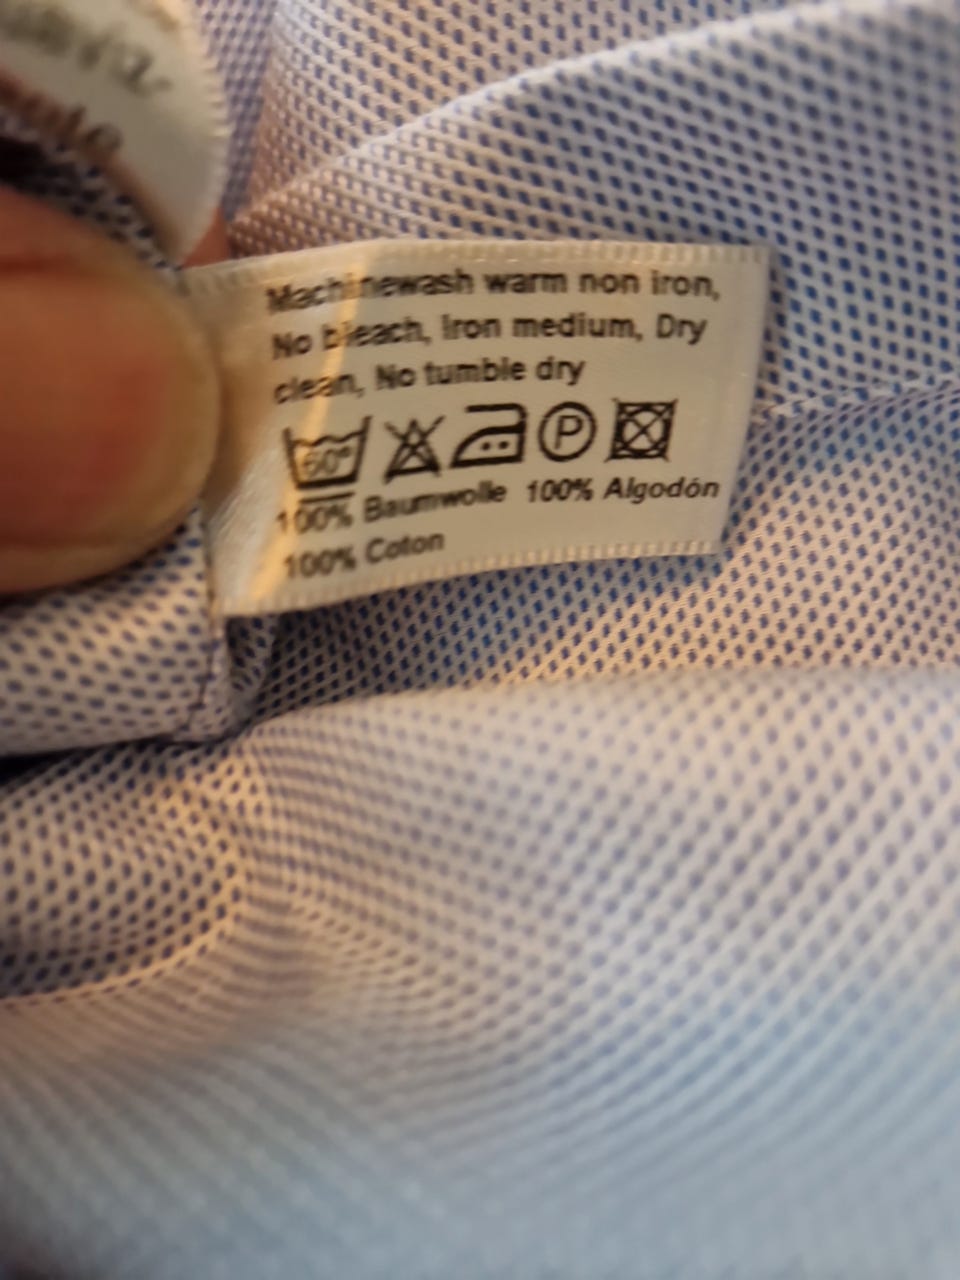 Machinewash warm non iron,
No bleach, Iron medium, Dry
clean, No tumble dry
60° P
100% Baumwolle 100% Algodón
100% Coton